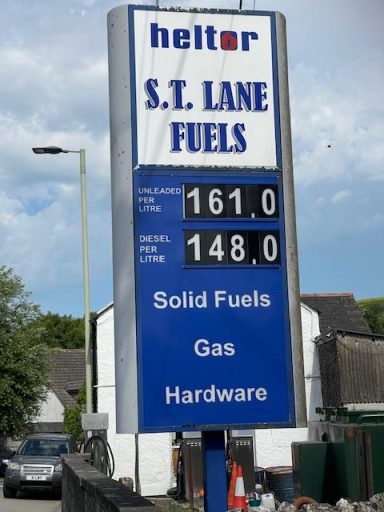 heltor
S.T. LANE
FUELS
UNLEADED
PER
LITRE
161.0
DIESEL
PER
LITRE
148.0
Solid Fuels
Gas
Hardware